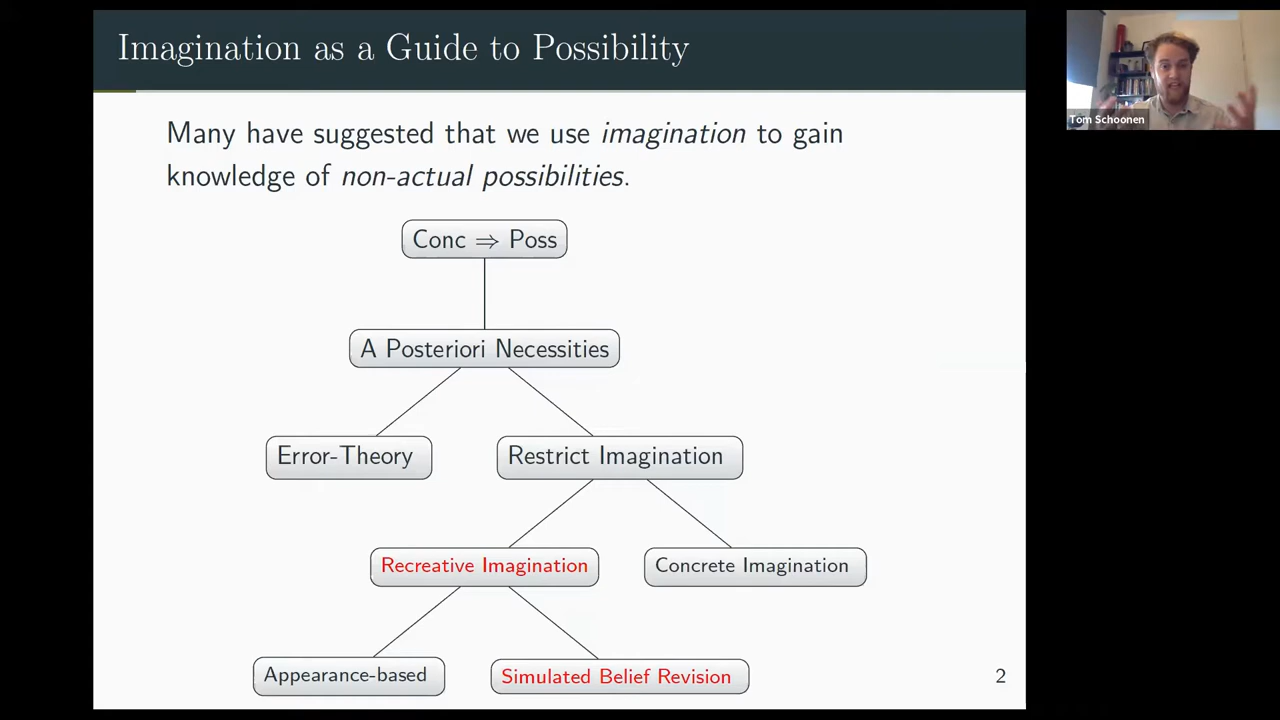 Imagination as a Guide to Possibility
Many have suggested that we use imagination to gain
knowledge of non-actual possibilities.
Conc ⇒ Poss
A Posteriori Necessities
Error-Theory
Restrict Imagination
Recreative Imagination
Concrete Imagination
Appearance-based
Simulated Belief Revision
2
Tom Schoonen